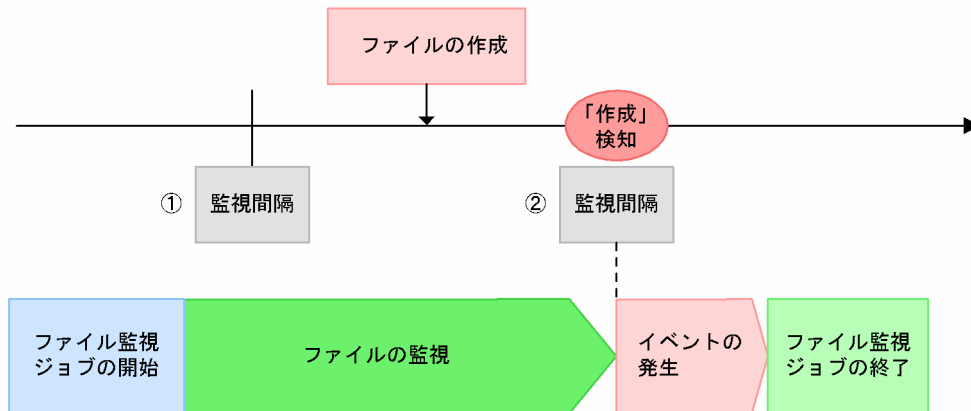 ファイルの作成
「作成」
検知
① 監視間隔
② 監視間隔
ファイル監視
ジョブの開始
ファイルの監視
イベントの
発生
ファイル監視
ジョブの終了